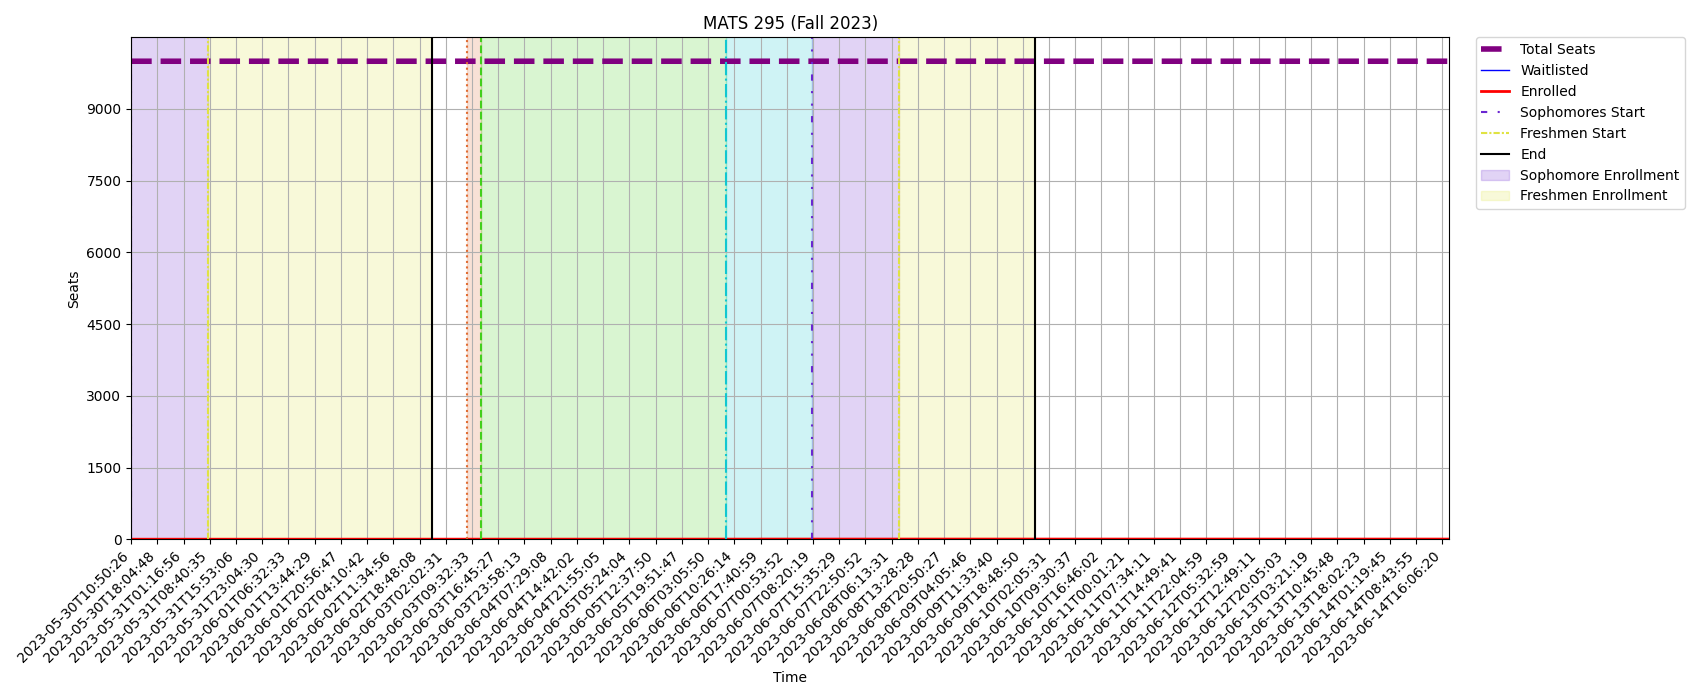 MATS 295 (Fall 2023)
Total Seats
Waitlisted
Enrolled
Sophomores Start
Freshmen Start
End
Sophomore Enrollment
Freshmen Enrollment
9000
7500
6000
4500
3000
1500
0
Seats
2023-05-30T10:50:26
2023-05-30T18:04:48
2023-05-31T01:16:56
2023-05-31T08:40:35
2023-05-31T15:53:06
2023-05-31T23:04:30
2023-06-01T06:32:33
2023-06-01T13:44:29
2023-06-01T20:56:47
2023-06-02T04:10:42
2023-06-02T11:34:56
2023-06-02T18:48:08
2023-06-03T02:02:31
2023-06-03T09:32:33
2023-06-03T16:45:27
2023-06-03T23:58:13
2023-06-04T07:29:08
2023-06-04T14:42:02
2023-06-04T21:55:05
2023-06-05T05:24:04
2023-06-05T12:37:50
2023-06-05T19:51:47
2023-06-06T03:05:50
2023-06-06T10:26:14
2023-06-06T17:40:59
2023-06-07T00:53:52
2023-06-07T08:20:19
2023-06-07T15:35:29
2023-06-07T22:50:52
2023-06-08T06:13:31
2023-06-08T13:28:28
2023-06-08T20:50:27
2023-06-09T04:05:46
2023-06-09T11:33:40
2023-06-09T18:48:50
2023-06-10T02:05:31
2023-06-10T09:30:37
2023-06-10T16:46:02
2023-06-11T00:01:21
2023-06-11T07:34:11
2023-06-11T14:49:41
2023-06-11T22:04:59
2023-06-12T05:32:59
2023-06-12T12:49:11
2023-06-12T20:05:03
2023-06-13T03:21:19
2023-06-13T10:45:48
2023-06-13T18:02:23
2023-06-14T01:19:45
2023-06-14T08:43:55
2023-06-14T16:06:20
Time